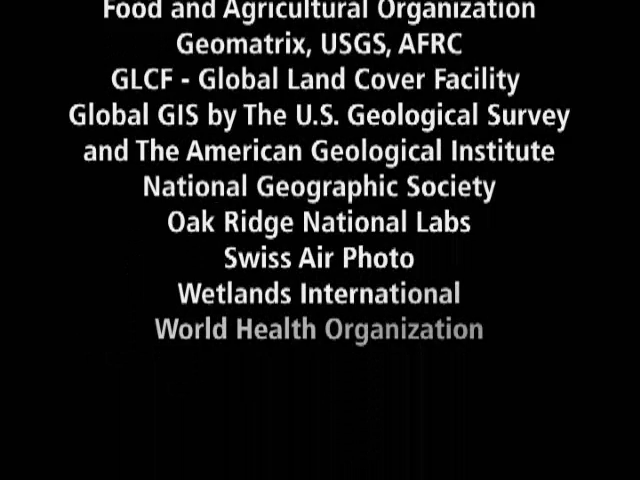 Food and Agricultural Organization
Geomatrix, USGS, AFRC
GLCF - Global Land Cover Facility
Global GIS by The U.S. Geological Survey
and The American Geological Institute
National Geographic Society
Oak Ridge National Labs
Swiss Air Photo
Wetlands International
World Health Organization